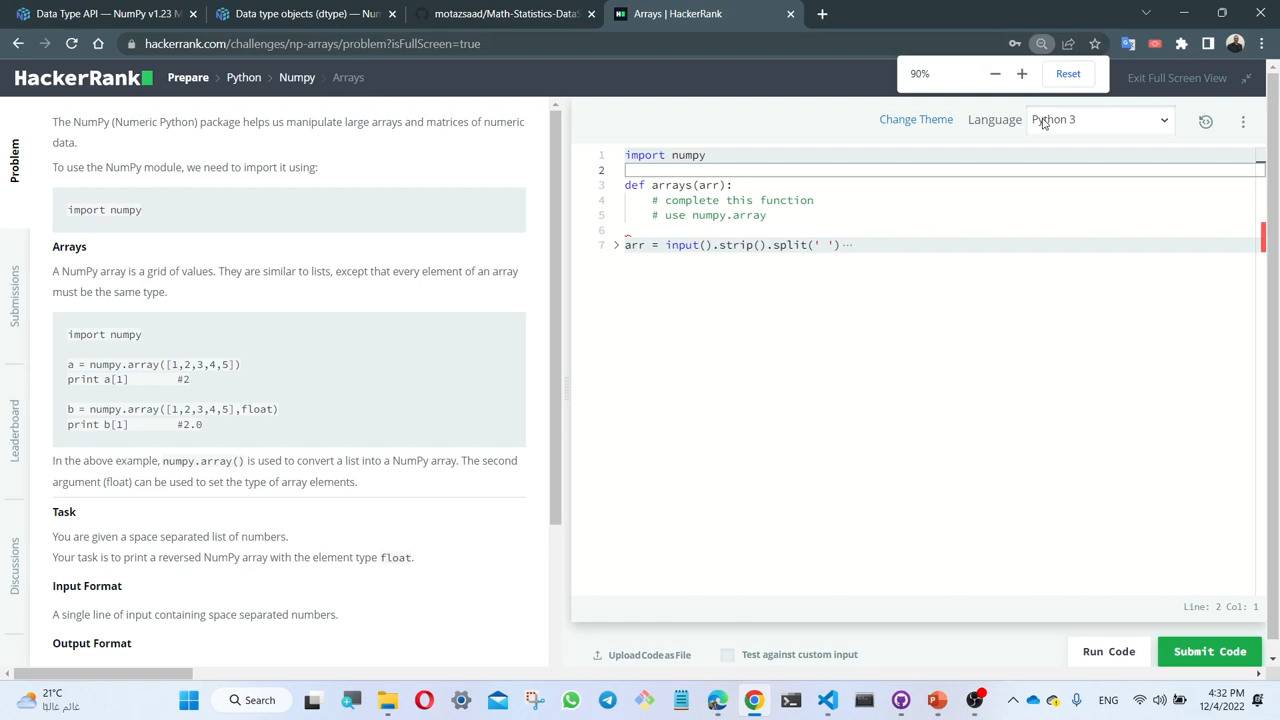 Data Types API — NumPy v1.23 M
Data type objects (dtype) — Num
motazsaad/Math-Statistics-DataS
Arrays | HackerRank
hackerrank.com/challenges/np-arrays/problem?isFullScreen=true
90%
Reset
HackerRank
Prepare > Python > Numpy > Arrays
Exit Full Screen View
Problem
Submissions
Leaderboard
Discussions
The NumPy (Numeric Python) package helps us manipulate large arrays and matrices of numeric
data.
To use the NumPy module, we need to import it using:
import numpy
Arrays
A NumPy array is a grid of values. They are similar to lists, except that every element of an array
must be the same type.
import numpy
a = numpy.array([1,2,3,4,5])
print a[1] #2
b = numpy.array([1,2,3,4,5],float)
print b[1] #2.0
In the above example, numpy.array() is used to convert a list into a NumPy array. The second
argument (float) can be used to set the type of array elements.
Task
You are given a space separated list of numbers.
Your task is to print a reversed NumPy array with the element type float.
Input Format
A single line of input containing space separated numbers.
Output Format
Change Theme
Language
Python 3
1 import numpy
2
3 def arrays(arr):
4 # complete this function
5 # use numpy.array
6
7 arr = input().strip().split(' ')
Line: 2 Col: 1
Upload Code as File
Test against custom input
Run Code
Submit Code
21°C
غائم غالبًا
Search
ENG
4:32 PM
12/4/2022